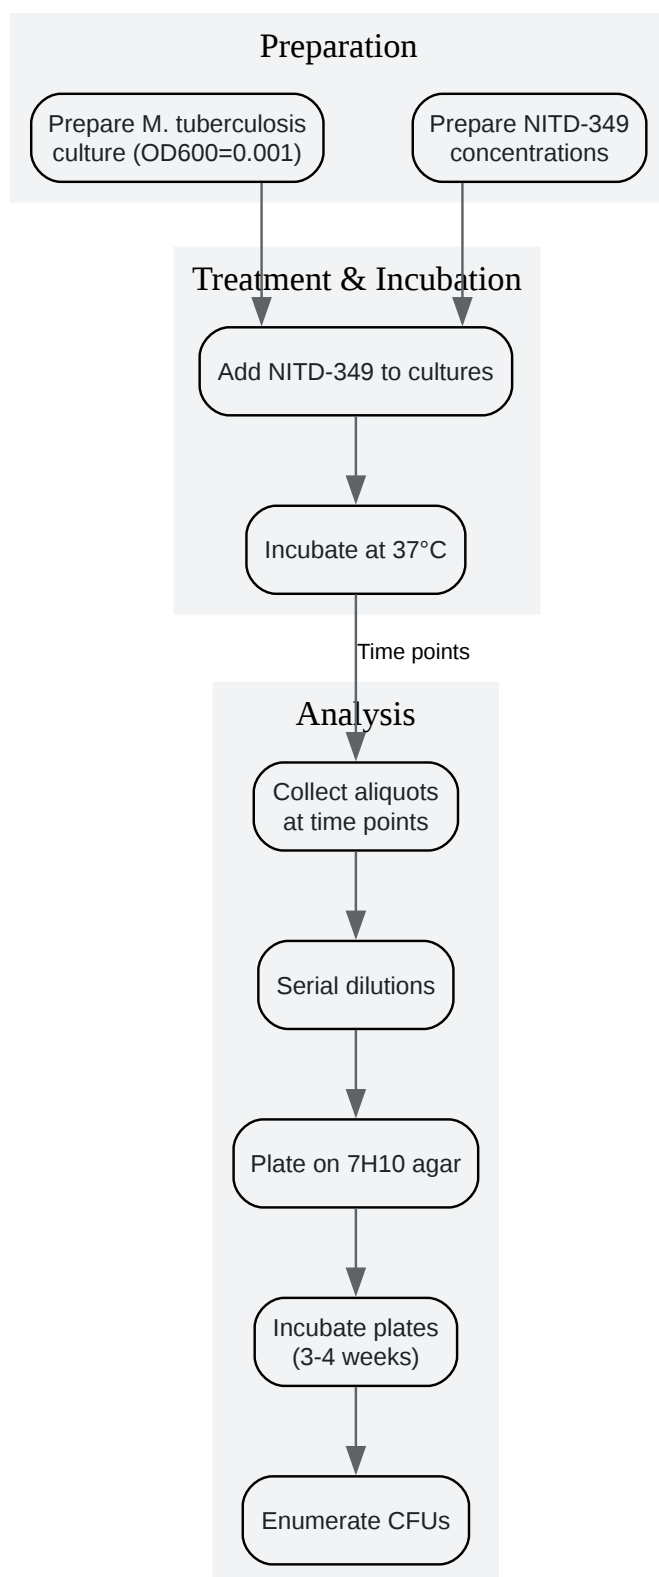 Preparation
Prepare M. tuberculosis
culture (OD600=0.001)
Prepare NITD-349
concentrations
Treatment & Incubation
Add NITD-349 to cultures
Incubate at 37°C
Time points
Analysis
Collect aliquots
at time points
Serial dilutions
Plate on 7H10 agar
Incubate plates
(3-4 weeks)
Enumerate CFUs